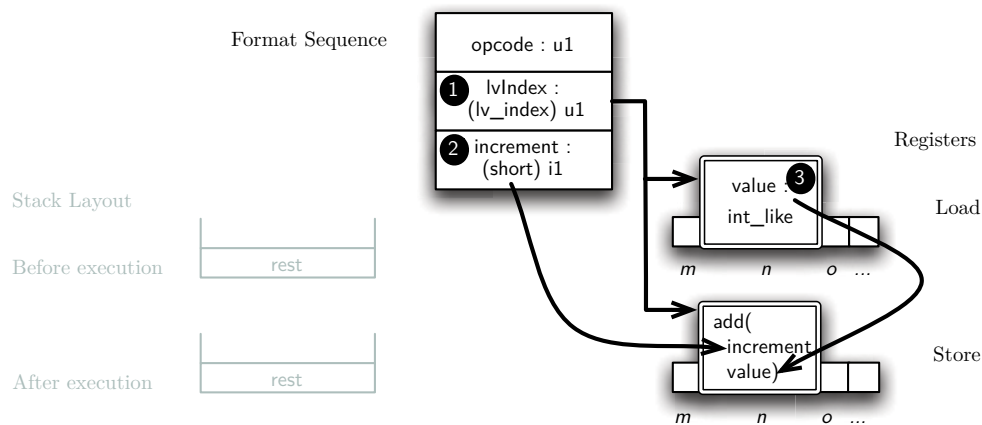 Format Sequence
opcode : u1
1
lvIndex :
(lv_index) u1
2
increment :
(short) i1
Registers
value :
3
int_like
Load
m n o ...
add(
increment
value)
Store
m n o ...
Stack Layout
Before execution
rest
After execution
rest